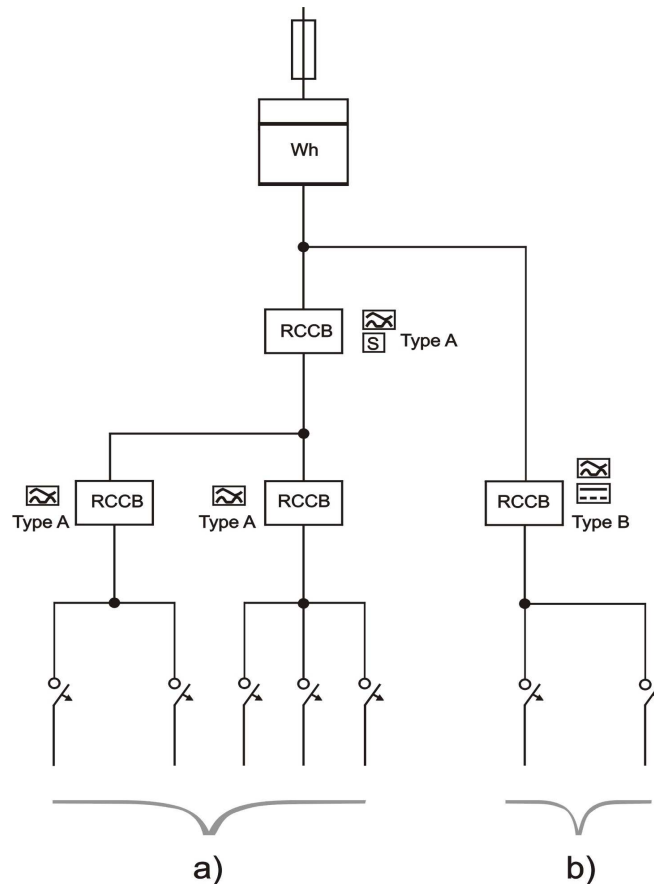 Wh
RCCB
S Type A
RCCB
Type A
RCCB
Type A
RCCB
Type B
a)
b)